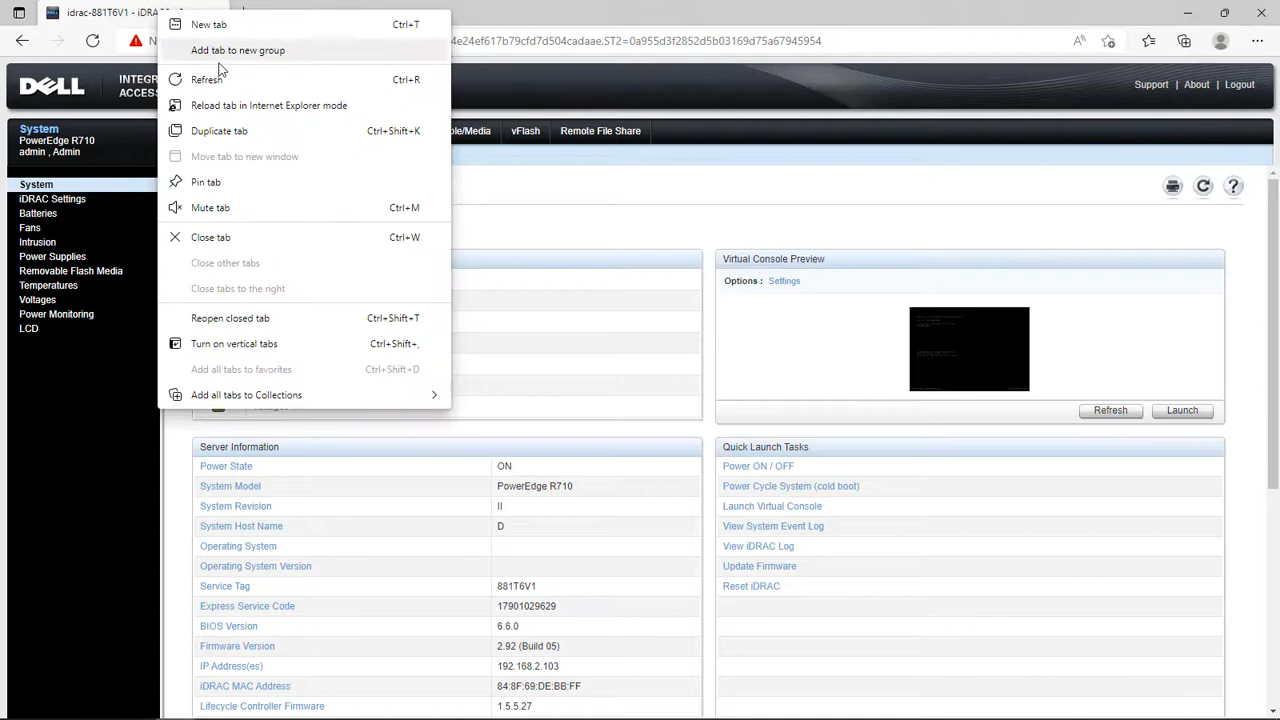 idrac-881T6V1 - iDRAC6
New tab Ctrl+T
4e24ef617b79cfd7d504cadaae,ST2=0a955d3f2852d5b03169d75a67945954
Add tab to new group
Refresh Ctrl+R
DELL
INTEGR
ACCESS
Support | About | Logout
Reload tab in Internet Explorer mode
Duplicate tab Ctrl+Shift+K
ble/Media
vFlash
Remote File Share
System
PowerEdge R710
admin , Admin
Move tab to new window
Pin tab
Mute tab Ctrl+M
Close tab Ctrl+W
Close other tabs
Close tabs to the right
Reopen closed tab Ctrl+Shift+T
Turn on vertical tabs Ctrl+Shift+,
Add all tabs to favorites Ctrl+Shift+D
Add all tabs to Collections
System
iDRAC Settings
Batteries
Fans
Intrusion
Power Supplies
Removable Flash Media
Temperatures
Voltages
Power Monitoring
LCD
Virtual Console Preview
Options : Settings
Refresh
Launch
Server Information
Power State ON
System Model PowerEdge R710
System Revision II
System Host Name D
Operating System
Operating System Version
Service Tag 881T6V1
Express Service Code 17901029629
BIOS Version 6.6.0
Firmware Version 2.92 (Build 05)
IP Address(es) 192.168.2.103
iDRAC MAC Address 84:8F:69:DE:BB:FF
Lifecycle Controller Firmware 1.5.5.27
Quick Launch Tasks
Power ON / OFF
Power Cycle System (cold boot)
Launch Virtual Console
View System Event Log
View iDRAC Log
Update Firmware
Reset iDRAC